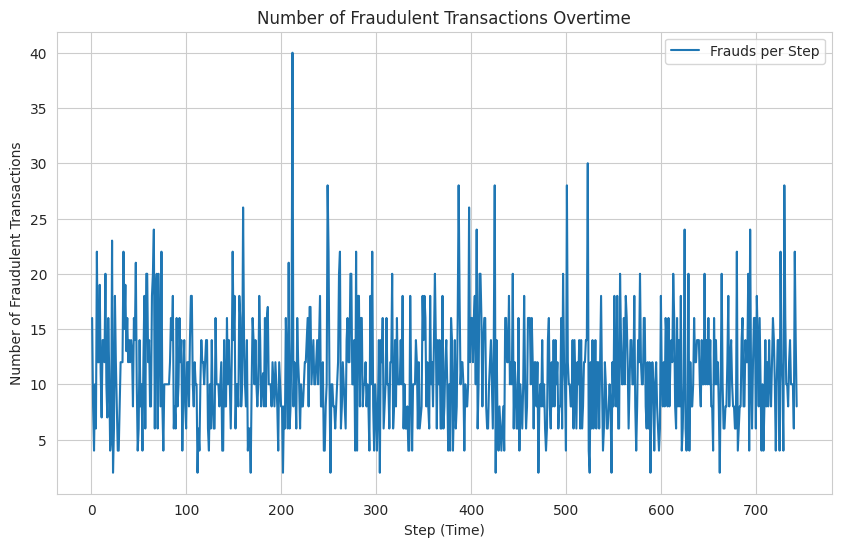 Number of Fraudulent Transactions Overtime
Frauds per Step
Number of Fraudulent Transactions
40
35
30
25
20
15
10
5
0 100 200 300 400 500 600 700
Step (Time)